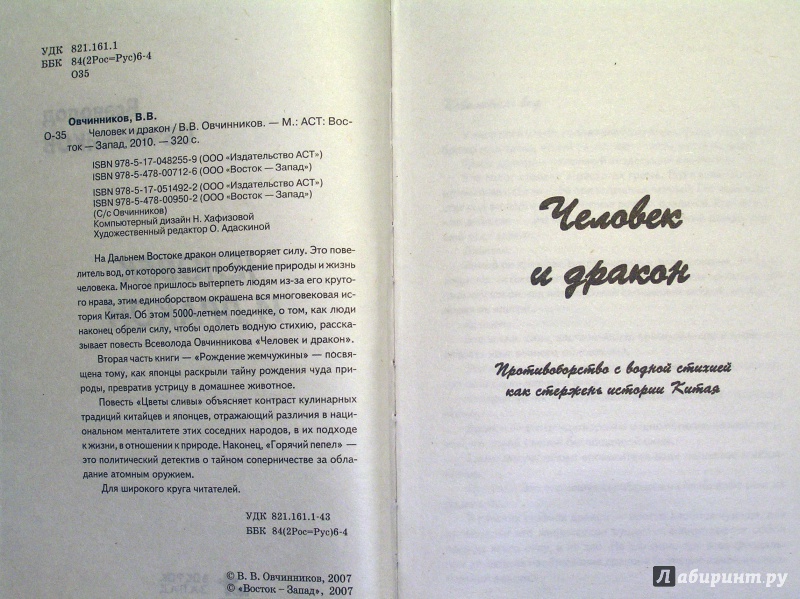 УДК 821.161.1
ББК 84(2Рос=Рус)6-4
О35
Овчинников, В.В.
О-35 Человек и дракон / В.В. Овчинников. — М.: АСТ: Вос-
ток — Запад, 2010. — 320 с.
ISBN 978-5-17-048255-9 (ООО «Издательство АСТ»)
ISBN 978-5-478-00712-6 (ООО «Восток — Запад»)
ISBN 978-5-17-051492-2 (ООО «Издательство АСТ»)
ISBN 978-5-478-00950-2 (ООО «Восток — Запад»)
(С/с Овчинников)
Компьютерный дизайн Н. Хафизовой
Художественный редактор О. Адаскиной
На Дальнем Востоке дракон олицетворяет силу. Это пове-
литель вод, от которого зависит пробуждение природы и жизнь
человека. Многое пришлось вытерпеть людям из-за его круто-
го нрава, этим единоборством окрашена вся многовековая ис-
тория Китая. Об этом 5000-летнем поединке, о том, как люди
наконец обрели силу, чтобы одолеть водную стихию, расска-
зывает повесть Всеволода Овчинникова «Человек и дракон».
Вторая часть книги — «Рождение жемчужины» — посвя-
щена тому, как японцы раскрыли тайну рождения чуда при-
роды, превратив устрицу в домашнее животное.
Повесть «Цветы сливы» объясняет контраст кулинарных
традиций китайцев и японцев, отражающий различия в на-
циональном менталитете этих соседних народов, в их подходе
к жизни, в отношении к природе. Наконец, «Горячий пепел» —
это политический детектив о тайном соперничестве за обла-
дание атомным оружием.
Для широкого круга читателей.
УДК 821.161.1-43
ББК 84(2Рос=Рус)6-4
© В. В. Овчинников, 2007
© «Восток – Запад», 2007
Человек
и дракон
Противоборство с водной стихией
как стержень истории Китая
Лабиринт.ру